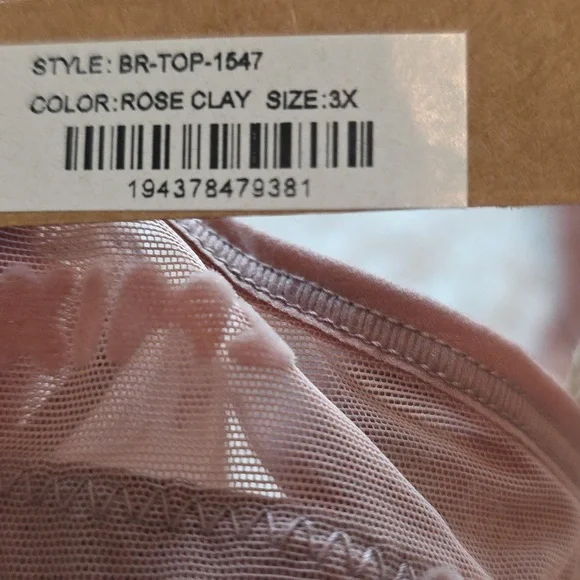 STYLE: BR-TOP-1547
COLOR:ROSE CLAY SIZE:3X
194378479381